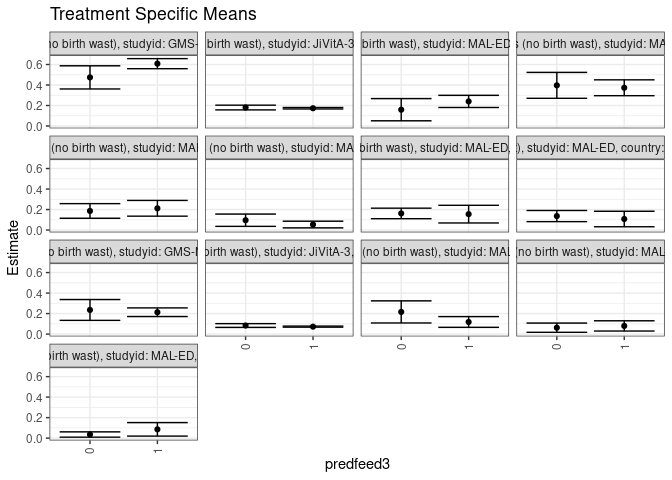 Treatment Specific Means
no birth wast), studyid: GMS-
birth wast), studyid: JiVitA-3
birth wast), studyid: MAL-ED
s (no birth wast), studyid: MA
0.6
0.4
0.2
0.0
(no birth wast), studyid: MAL
(no birth wast), studyid: MA
birth wast), studyid: MAL-ED,
), studyid: MAL-ED, country:
0.6
0.4
0.2
0.0
Estimate
o birth wast), studyid: GMS-N
birth wast), studyid: JiVitA-3,
(no birth wast), studyid: MAL
(no birth wast), studyid: MAL
0.6
0.4
0.2
0.0
0 1
0 1
0 1
birth wast), studyid: MAL-ED,
0.6
0.4
0.2
0.0
0 1
predfeed3